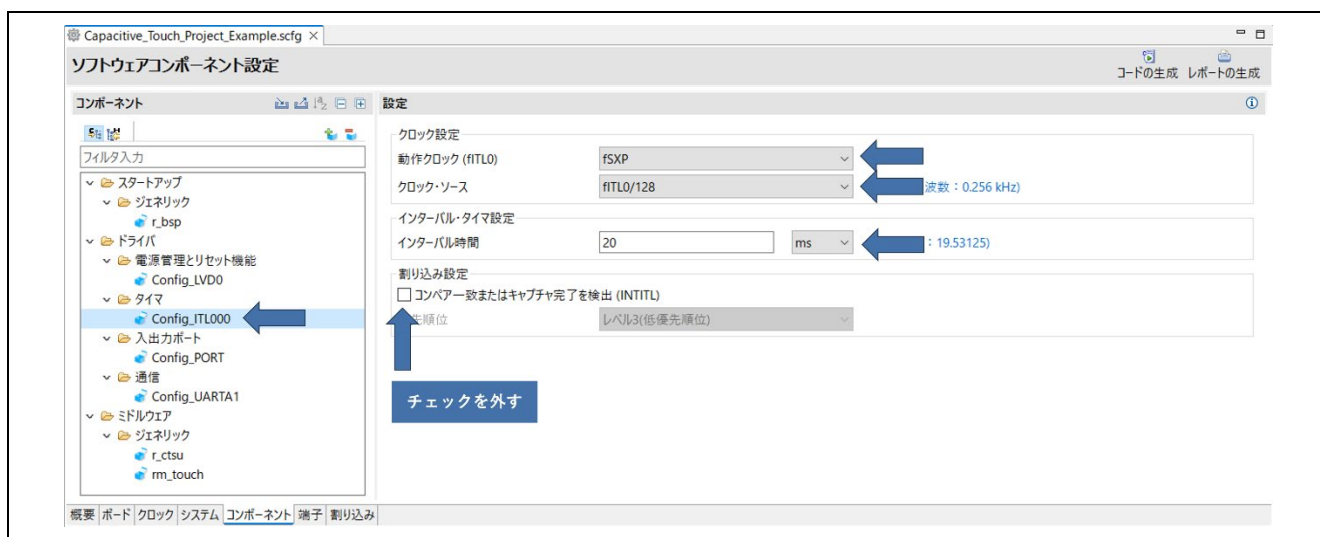 Capacitive_Touch_Project_Example.scfg
ソフトウェアコンポーネント設定
コードの生成 レポートの生成
コンポーネント
設定
フィルタ入力
スタートアップ
ジェネリック
r_bsp
ドライバ
電源管理とリセット機能
Config_LVD0
タイマ
Config_ITL000
入出力ポート
Config_PORT
通信
Config_UARTA1
ミドルウェア
ジェネリック
r_ctsu
rm_touch
クロック設定
動作クロック (fITL0) fSXP
クロック・ソース fITL0/128 波数：0.256 kHz)
インターバル・タイマ設定
インターバル時間 20 ms : 19.53125)
割り込み設定
コンペア一致またはキャプチャ完了を検出 (INTITL)
先順位 レベル3(低優先順位)
チェックを外す
概要 ボード クロック システム コンポーネント 端子 割り込み